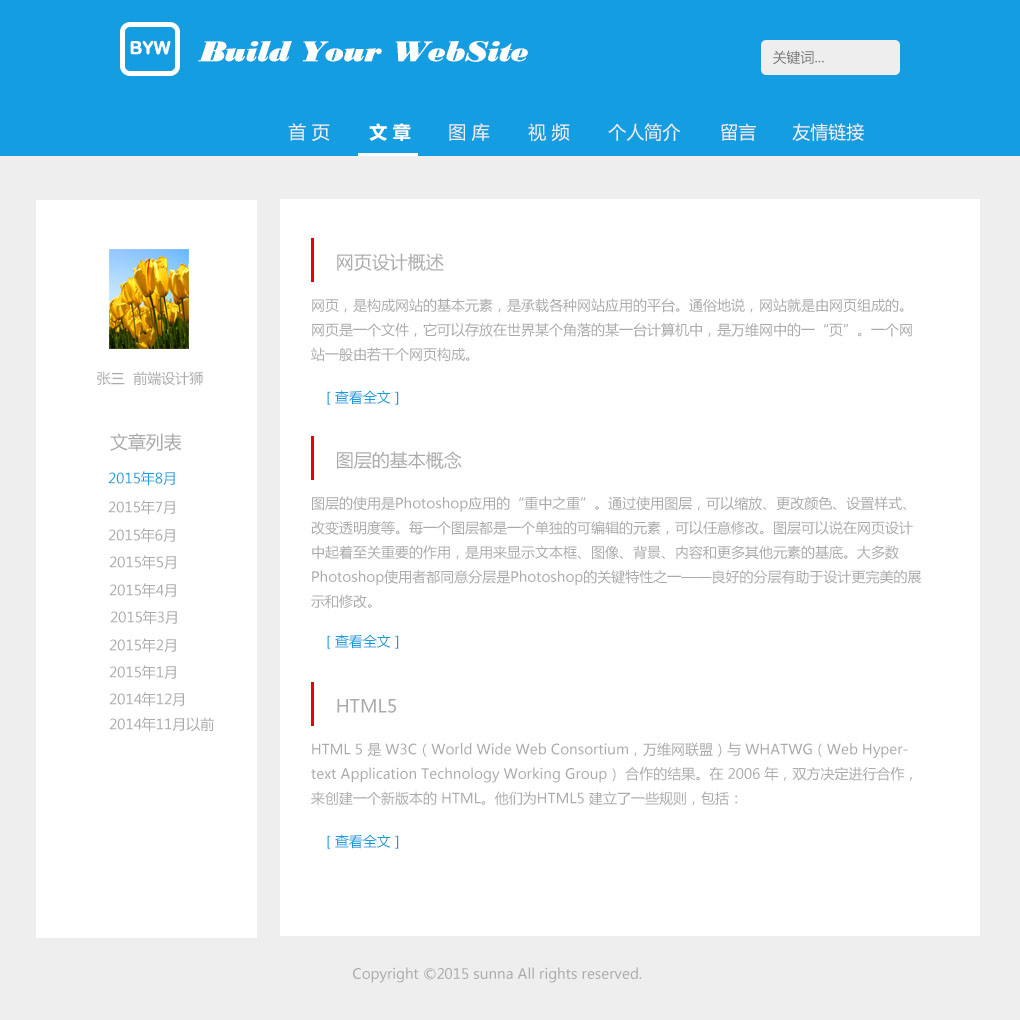 BYW
Build Your WebSite
关键词...
首 页 文 章 图 库 视 频 个人简介 留言 友情链接
张三 前端设计狮
文章列表
2015年8月
2015年7月
2015年6月
2015年5月
2015年4月
2015年3月
2015年2月
2015年1月
2014年12月
2014年11月以前
网页设计概述
网页，是构成网站的基本元素，是承载各种网站应用的平台。通俗地说，网站就是由网页组成的。
网页是一个文件，它可以存放在世界某个角落的某一台计算机中，是万维网中的一“页”。一个网
站一般由若干个网页构成。
[ 查看全文 ]
图层的基本概念
图层的使用是Photoshop应用的“重中之重”。通过使用图层，可以缩放、更改颜色、设置样式、
改变透明度等。每一个图层都是一个单独的可编辑的元素，可以任意修改。图层可以说在网页设计
中起着至关重要的作用，是用来显示文本框、图像、背景、内容和更多其他元素的基底。大多数
Photoshop使用者都同意分层是Photoshop的关键特性之一——良好的分层有助于设计更完美的展
示和修改。
[ 查看全文 ]
HTML5
HTML 5 是 W3C ( World Wide Web Consortium，万维网联盟 ) 与 WHATWG ( Web Hyper-
text Application Technology Working Group ) 合作的结果。在 2006 年，双方决定进行合作，
来创建一个新版本的 HTML。他们为HTML5 建立了一些规则，包括：
[ 查看全文 ]
Copyright ©2015 sunna All rights reserved.